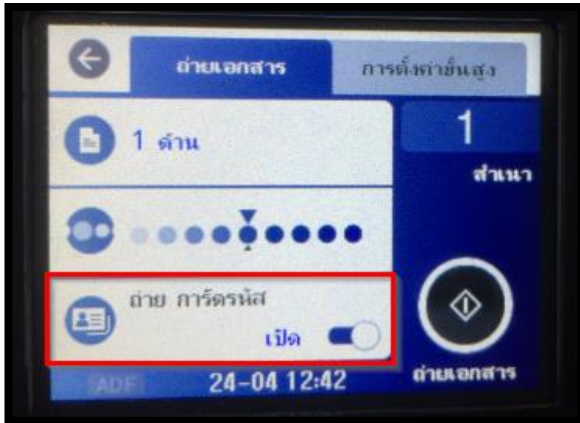 ถ่ายเอกสาร
การตั้งค่าขั้นสูง
1 ด้าน
1
สำเนา
ถ่าย การ์ดรหัส
เปิด
ADF
24-04 12:42
ถ่ายเอกสาร